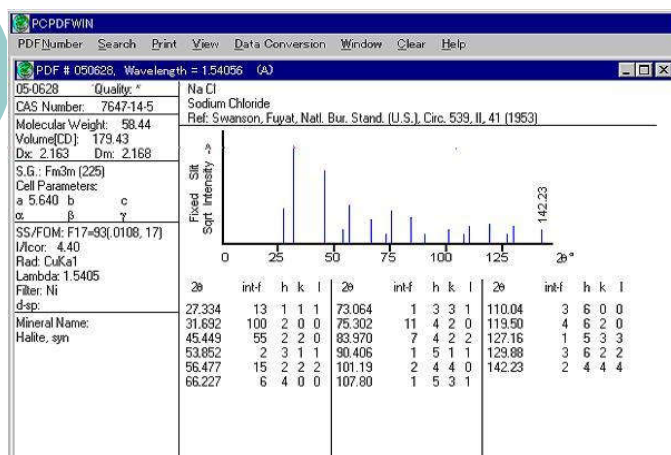 PCPDFWIN
PDFNumber Search Print View Data Conversion Window Clear Help
PDF # 050628, Wavelength = 1.54056 (A)
05-0628 Quality: *
CAS Number: 7647-14-5
Molecular Weight: 58.44
Volume[CD]: 179.43
Dx: 2.163 Dm: 2.168
S.G.: Fm3m (225)
Cell Parameters:
a 5.640 b c
α β γ
SS/FOM: F17=93(.0108, 17)
I/Icor: 4.40
Rad: CuKa1
Lambda: 1.5405
Filter: Ni
d-sp:
Mineral Name:
Halite, syn
Na Cl
Sodium Chloride
Ref: Swanson, Fuyat, Natl. Bur. Stand. (U.S.), Circ. 539, II, 41 (1953)
Fixed Slit
Sqrt Intensity ->
142.23
0 25 50 75 100 125 2θ°
2θ int-f h k l 2θ int-f h k l 2θ int-f h k l
27.334 13 1 1 1 73.064 1 3 3 1 110.04 3 6 0 0
31.692 100 2 0 0 75.302 11 4 2 0 119.50 4 6 2 0
45.449 55 2 2 0 83.970 7 4 2 2 127.16 1 5 3 3
53.852 2 3 1 1 90.406 1 5 1 1 129.88 3 6 2 2
56.477 15 2 2 2 101.19 2 4 4 0 142.23 2 4 4 4
66.227 6 4 0 0 107.80 1 5 3 1